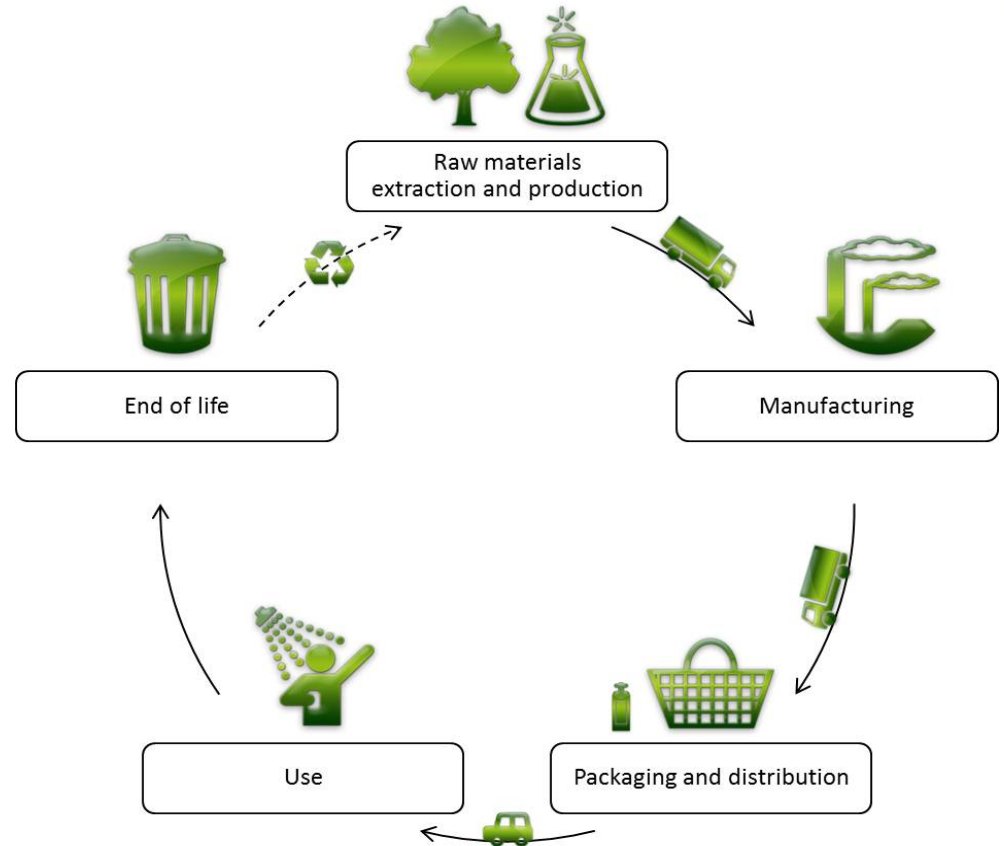 Raw materials
extraction and production
End of life
Manufacturing
Use
Packaging and distribution